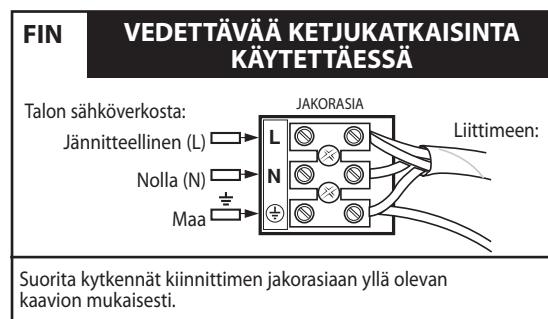 FIN
VEDETTÄVÄÄ KETJUKATKAISINTA
KÄYTETTÄESSÄ
Talon sähköverkosta:
JAKORASIA
Jännitteellinen (L)
L
Liittimeen:
Nolla (N)
N
Maa
Suorita kytkennät kiinnittimen jakorasiaan yllä olevan
kaavion mukaisesti.